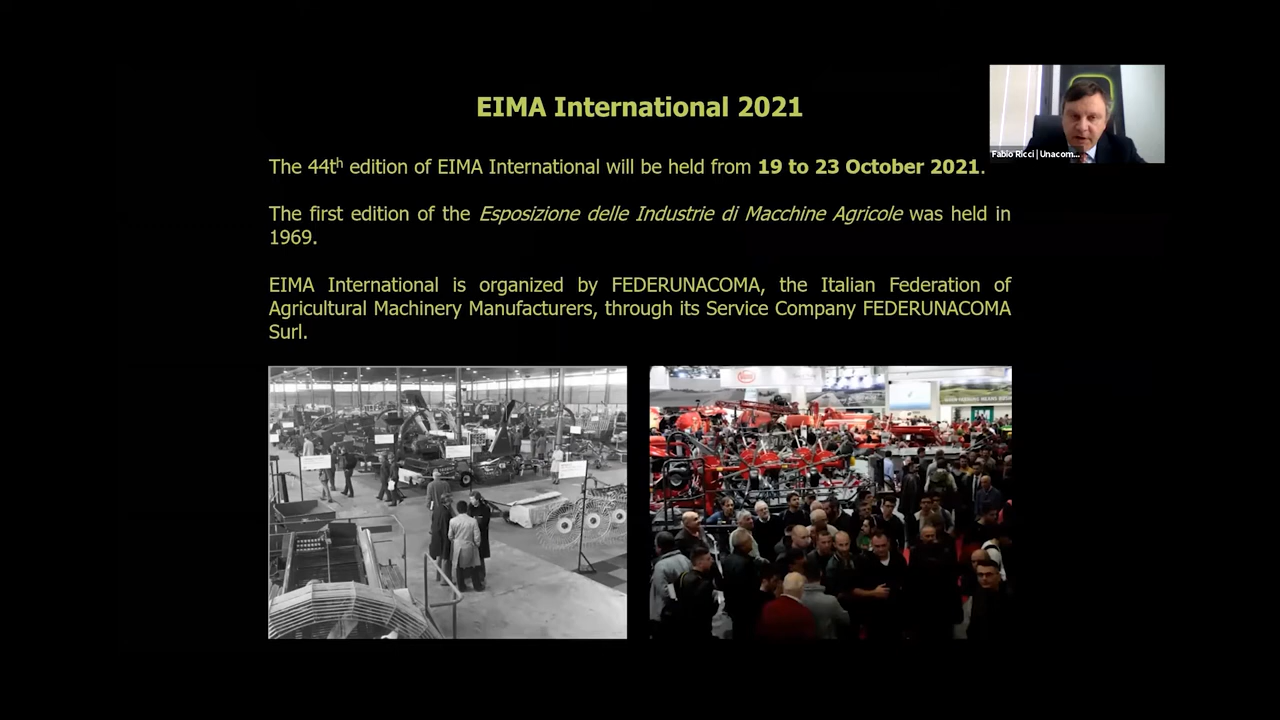 EIMA International 2021
Fabio Ricci | Unacom...
The 44th edition of EIMA International will be held from 19 to 23 October 2021.
The first edition of the Esposizione delle Industrie di Macchine Agricole was held in
1969.
EIMA International is organized by FEDERUNACOMA, the Italian Federation of
Agricultural Machinery Manufacturers, through its Service Company FEDERUNACOMA
Surl.